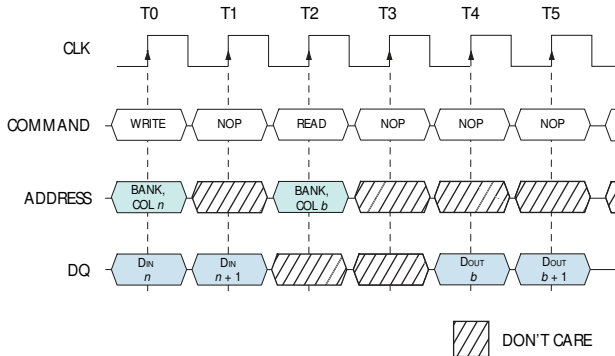 T0 T1 T2 T3 T4 T5
CLK
COMMAND WRITE NOP READ NOP NOP NOP
ADDRESS BANK, COL n BANK, COL b
DQ DIN n DIN n + 1 DOUT b DOUT b + 1
DON'T CARE